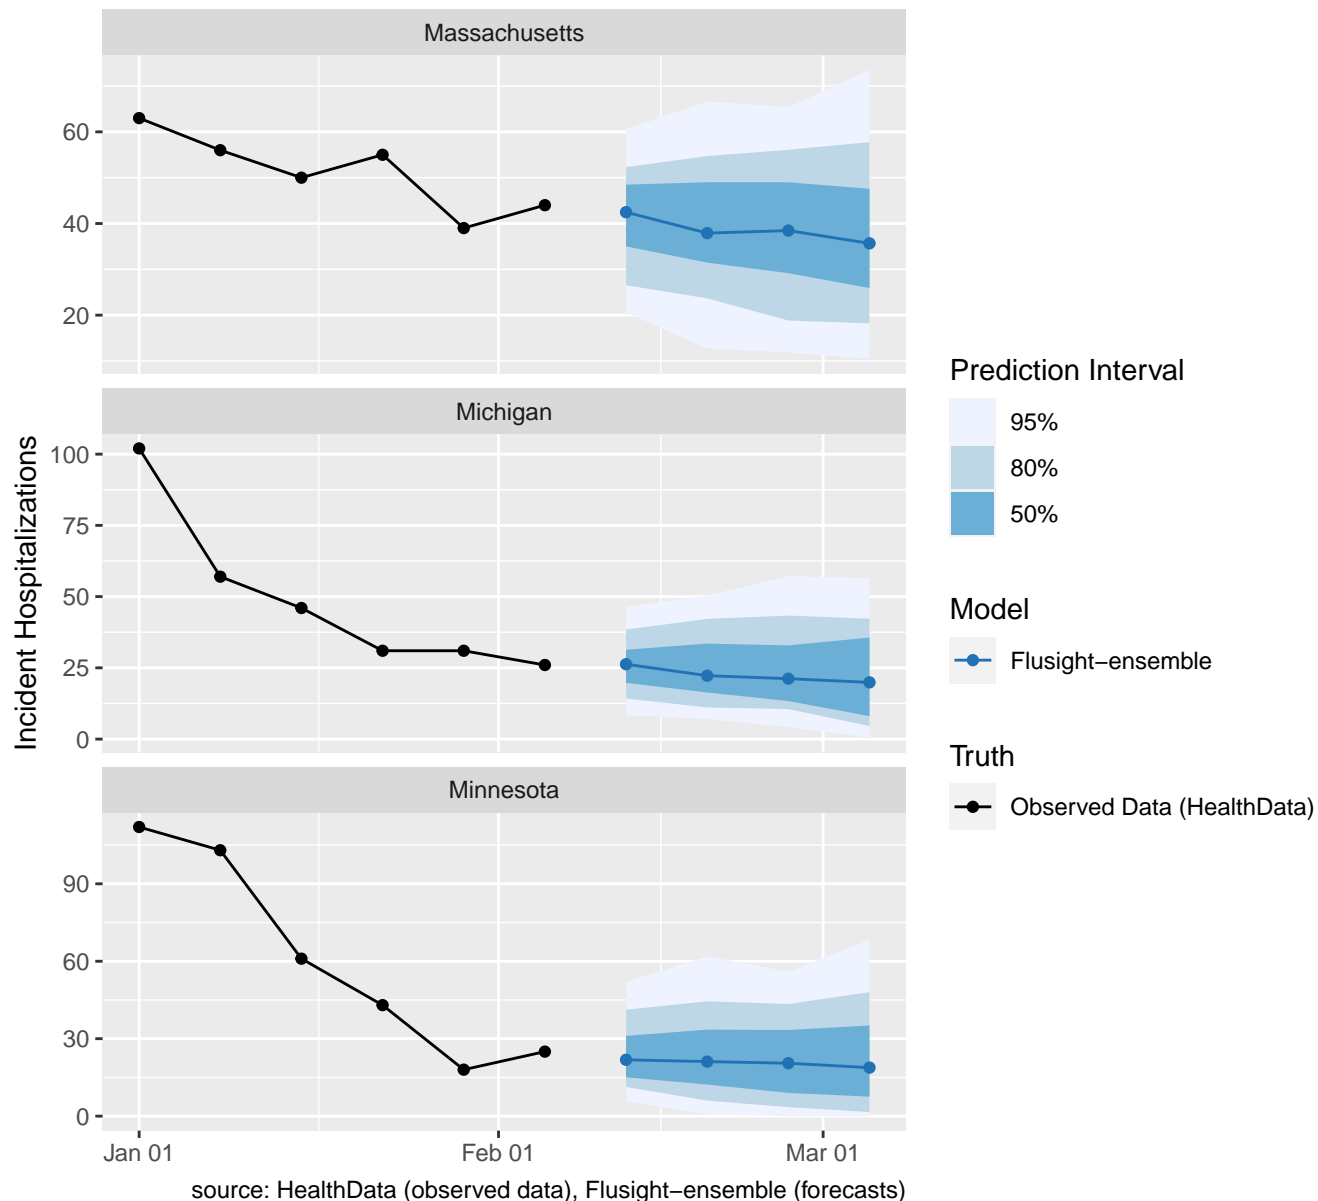 Massachusetts
60
40
20
Michigan
100
75
50
25
0
Minnesota
90
60
30
0
Jan 01
Feb 01
Mar 01
Incident Hospitalizations
source: HealthData (observed data), Flusight−ensemble (forecasts)
Prediction Interval
95%
80%
50%
Model
Flusight−ensemble
Truth
Observed Data (HealthData)